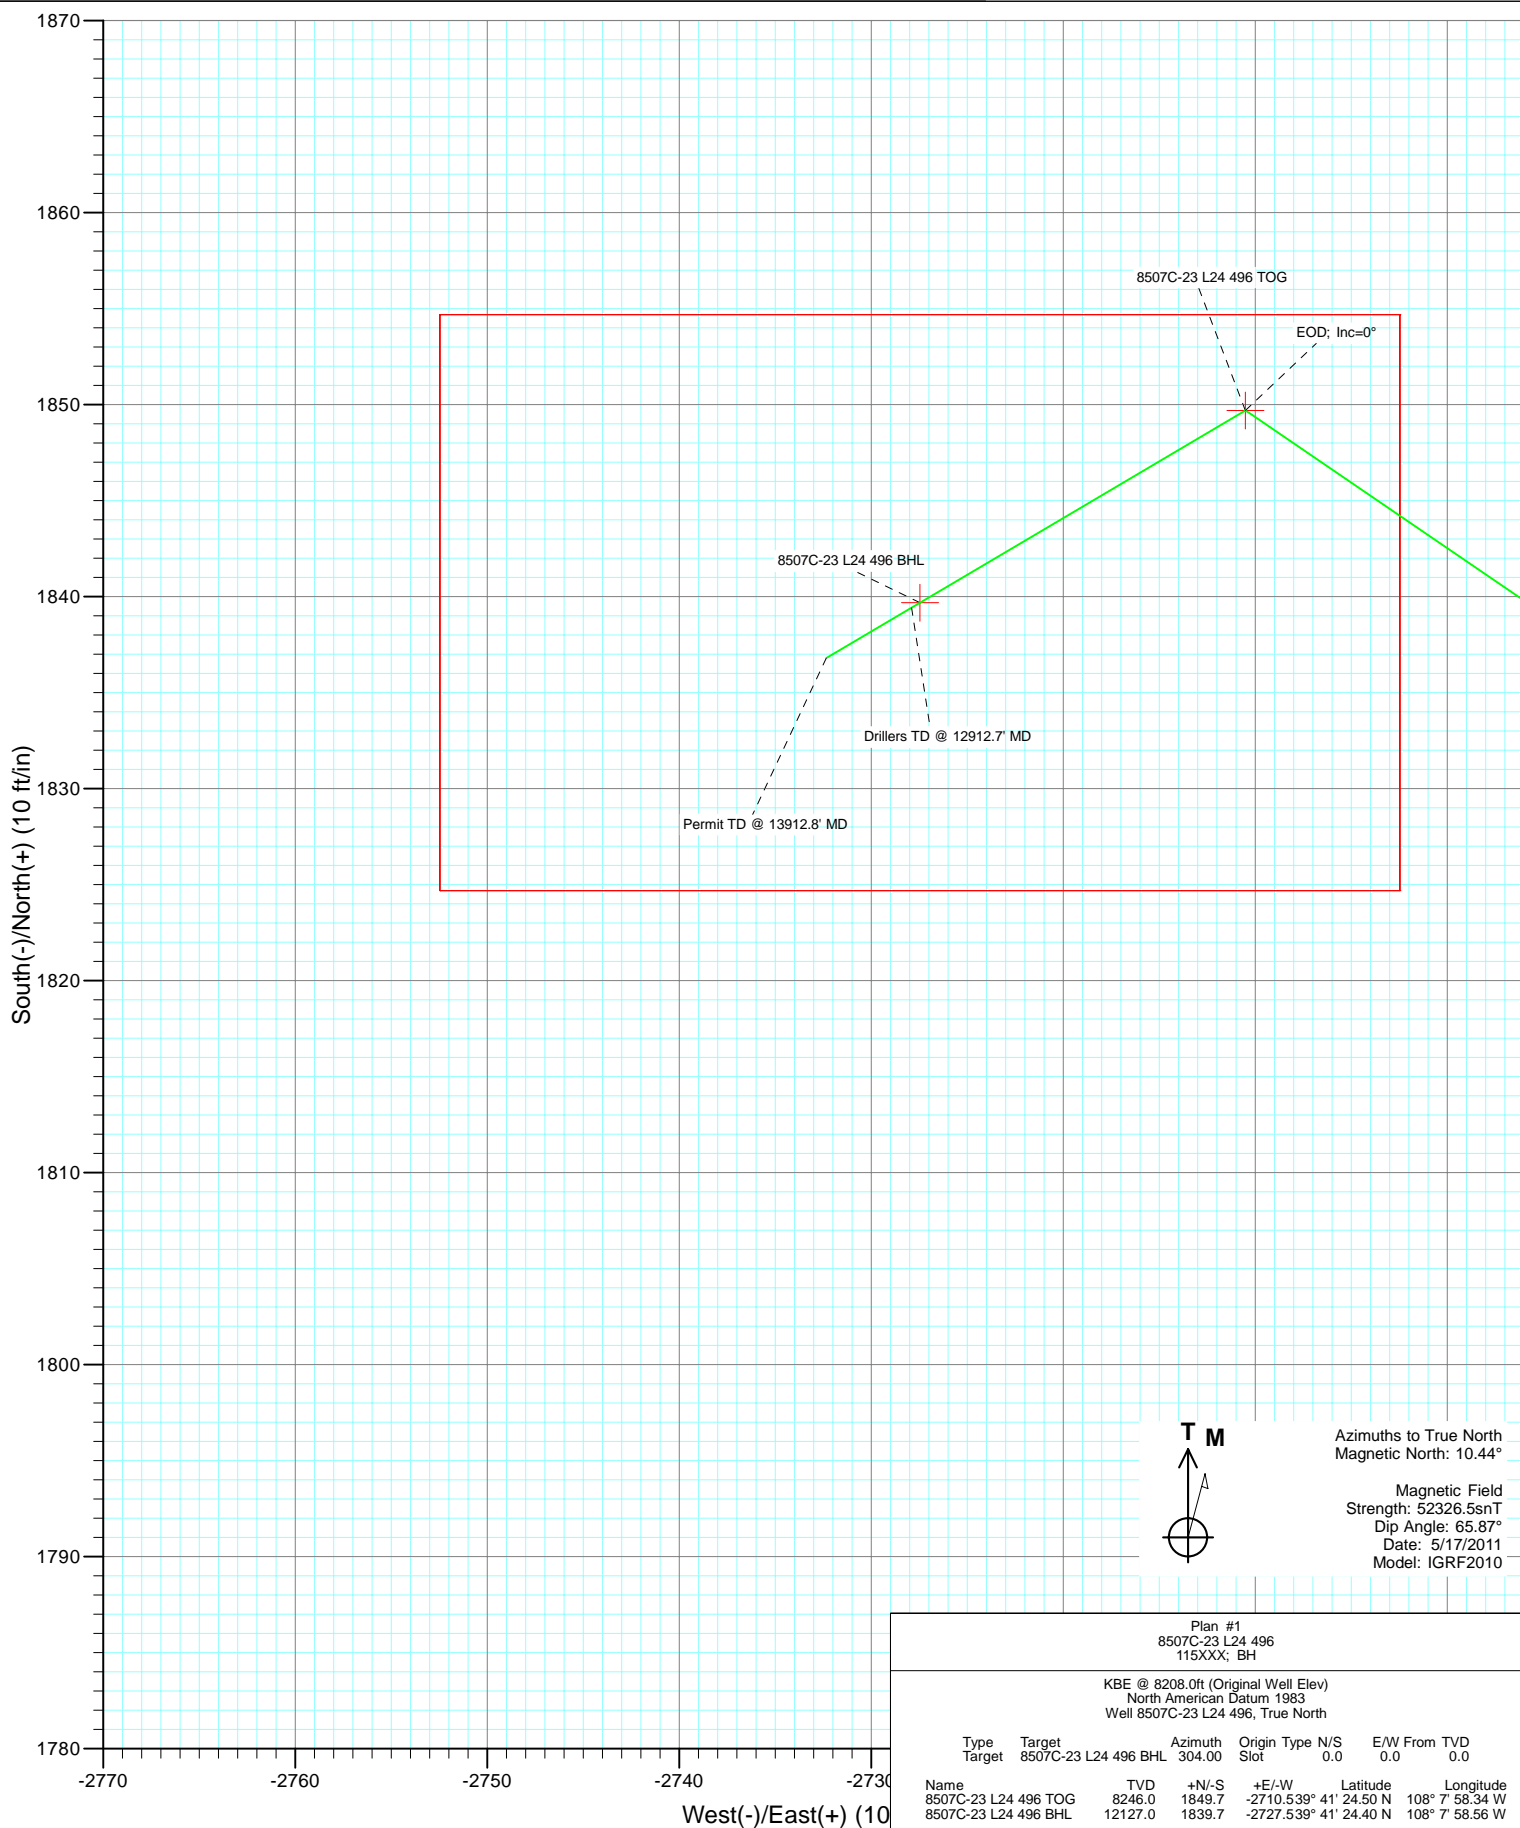 1870
1860
8507C-23 L24 496 TOG
EOD; Inc=0°
1850
8507C-23 L24 496 BHL
1840
Drillers TD @ 12912.7' MD
1830
Permit TD @ 13912.8' MD
South(-)/North(+) (10 ft/in)
1820
1810
1800
1790
1780
T M
Azimuths to True North
Magnetic North: 10.44°
Magnetic Field
Strength: 52326.5snT
Dip Angle: 65.87°
Date: 5/17/2011
Model: IGRF2010
-2770 -2760 -2750 -2740 -2730
West(-)/East(+) (10
Plan #1
8507C-23 L24 496
115XXX; BH
KBE @ 8208.0ft (Original Well Elev)
North American Datum 1983
Well 8507C-23 L24 496, True North
Type Target Azimuth Origin Type N/S E/W From TVD
Target 8507C-23 L24 496 BHL 304.00 Slot 0.0 0.0 0.0
Name TVD +N/-S +E/-W Latitude Longitude
8507C-23 L24 496 TOG 8246.0 1849.7 -2710.5 39° 41' 24.50 N 108° 7' 58.34 W
8507C-23 L24 496 BHL 12127.0 1839.7 -2727.5 39° 41' 24.40 N 108° 7' 58.56 W